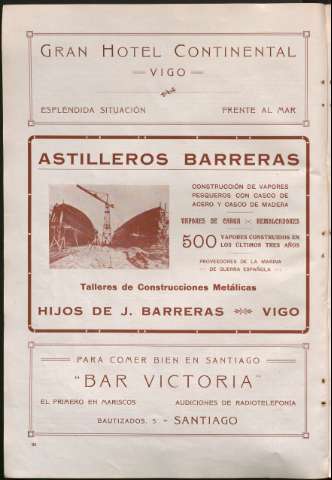 GRAN HOTEL CONTINENTAL
— VIGO —
ESPLÉNDIDA SITUACIÓN FRENTE AL MAR
ASTILLEROS BARRERAS
CONSTRUCCIÓN DE VAPORES
PESQUEROS CON CASCO DE
ACERO Y CASCO DE MADERA
VAPORES DE CARGA REMOLCADORES
500 VAPORES CONSTRUIDOS EN
LOS ÚLTIMOS TRES AÑOS
PROVEEDORES DE LA MARINA
DE GUERRA ESPAÑOLA
Talleres de Construcciones Metálicas
HIJOS DE J. BARRERAS VIGO
PARA COMER BIEN EN SANTIAGO
"BAR VICTORIA"
EL PRIMERO EN MARISCOS AUDICIONES DE RADIOTELEFONÍA
BAUTIZADOS, 5 - SANTIAGO